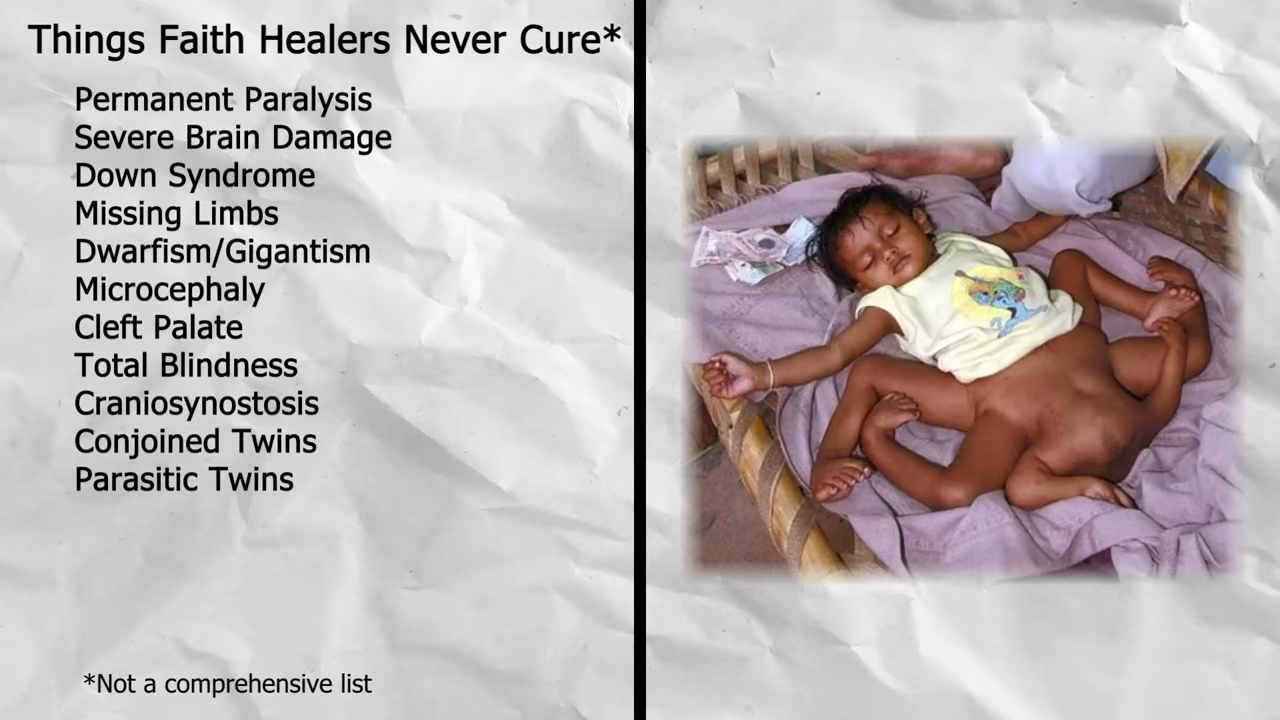 Things Faith Healers Never Cure*
Permanent Paralysis
Severe Brain Damage
Down Syndrome
Missing Limbs
Dwarfism/Gigantism
Microcephaly
Cleft Palate
Total Blindness
Craniosynostosis
Conjoined Twins
Parasitic Twins
*Not a comprehensive list